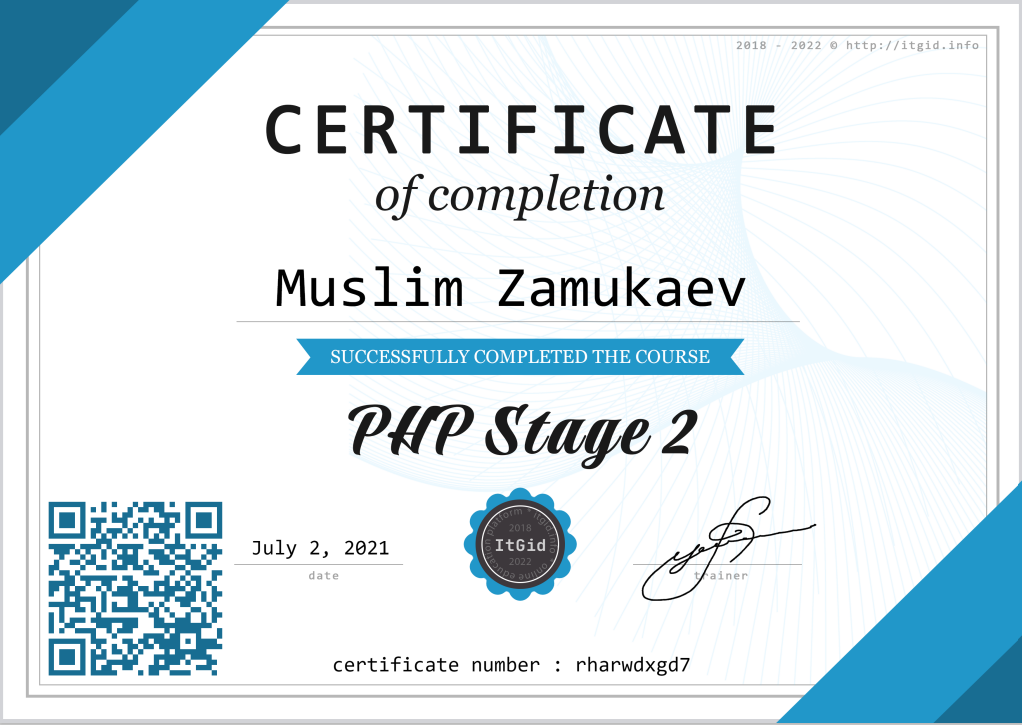 2018 - 2022 © http://itgid.info
CERTIFICATE
of completion
Muslim Zamukaev
SUCCESSFULLY COMPLETED THE COURSE
PHP Stage 2
July 2, 2021
date
platform • itgid.info • online education
2018
ItGid
2022
trainer
certificate number : rharwdxgd7